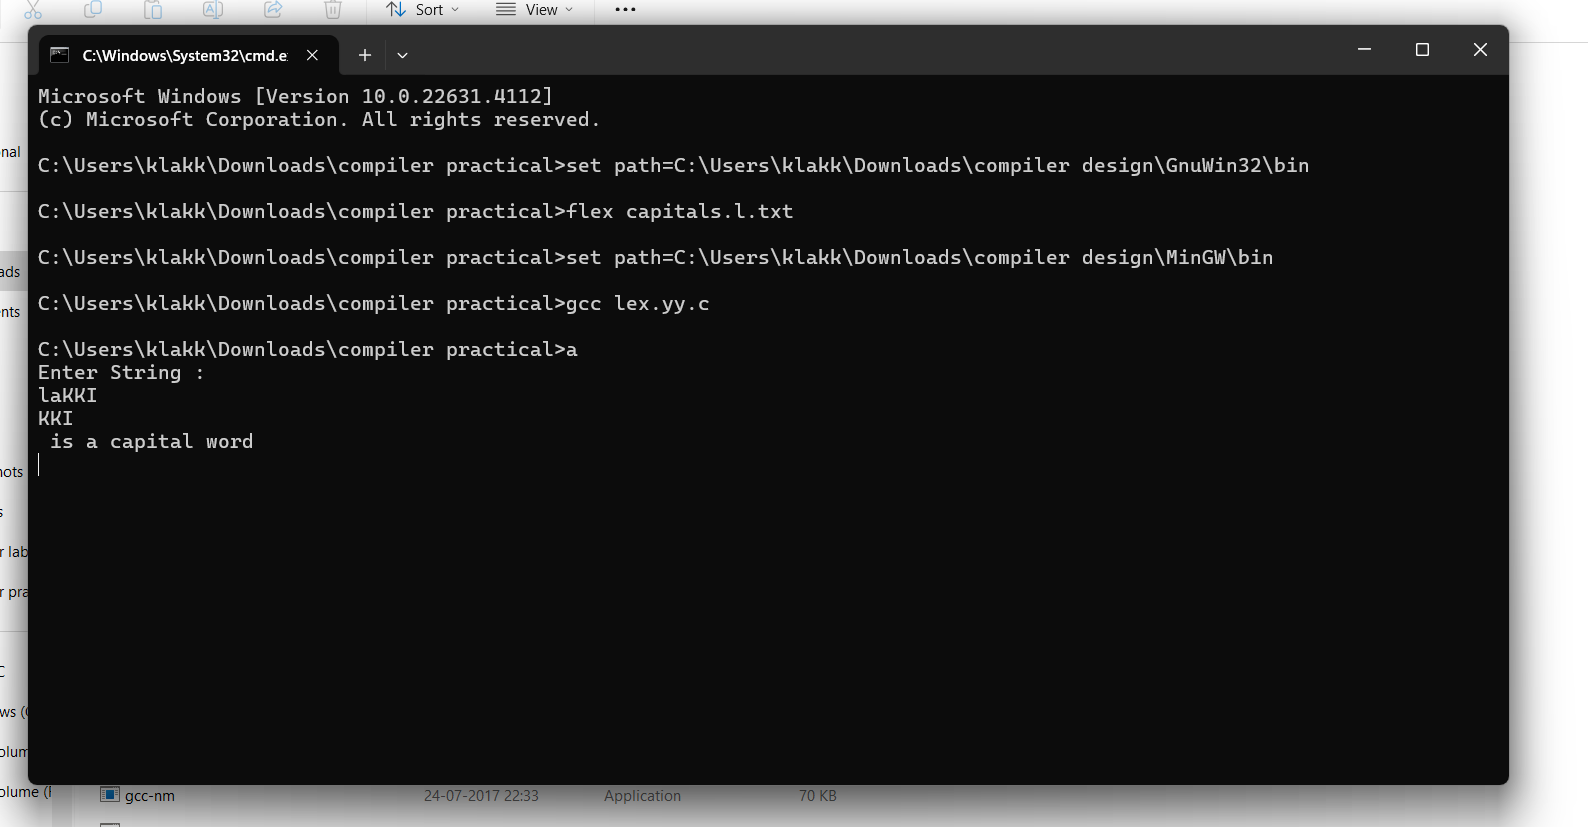 Sort
View
C:\Windows\System32\cmd.e
Microsoft Windows [Version 10.0.22631.4112]
(c) Microsoft Corporation. All rights reserved.
C:\Users\klakk\Downloads\compiler practical>set path=C:\Users\klakk\Downloads\compiler design\GnuWin32\bin
C:\Users\klakk\Downloads\compiler practical>flex capitals.l.txt
C:\Users\klakk\Downloads\compiler practical>set path=C:\Users\klakk\Downloads\compiler design\MinGW\bin
C:\Users\klakk\Downloads\compiler practical>gcc lex.yy.c
C:\Users\klakk\Downloads\compiler practical>a
Enter String :
laKKI
KKI
is a capital word
nal
ads
ents
hots
s
r lab
r pra
C
ws (
olum
olume (
gcc-nm 24-07-2017 22:33 Application 70 KB